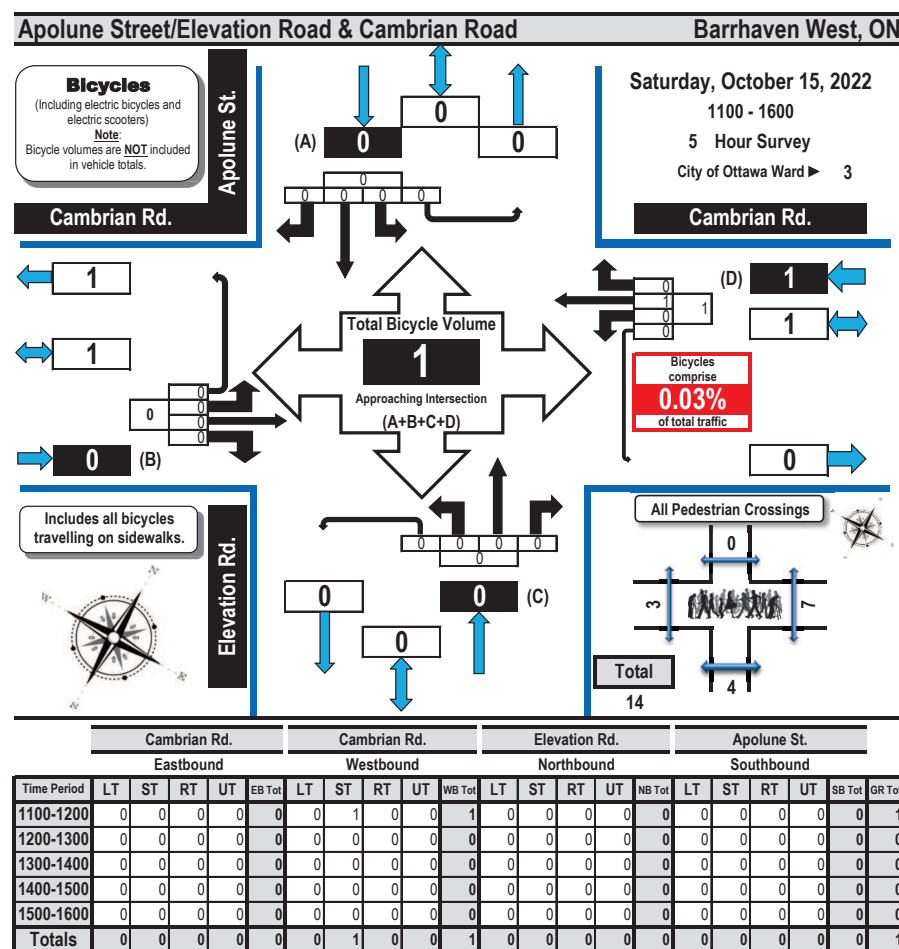 Apolune Street/Elevation Road & Cambrian Road Barrhaven West, ON
Bicycles
(Including electric bicycles and
electric scooters)
Note:
Bicycle volumes are NOT included
in vehicle totals.
Apolune St.
Cambrian Rd.
0
(A) 0 0
0
0 0 0 0
Saturday, October 15, 2022
1100 - 1600
5 Hour Survey
City of Ottawa Ward ► 3
Cambrian Rd.
1
1
0
0
0
0
0
0 (B)
Total Bicycle Volume
1
Approaching Intersection
(A+B+C+D)
0
1
0
0
1
(D) 1
1
Bicycles
comprise
0.03%
of total traffic
0
Includes all bicycles
travelling on sidewalks.
N
W
E
S
Elevation Rd.
0 0 0 0
0
0 0 (C)
0
All Pedestrian Crossings
0
3
7
4
Total
14
Cambrian Rd. Cambrian Rd. Elevation Rd. Apolune St.
Eastbound Westbound Northbound Southbound
Time Period LT ST RT UT EB Tot LT ST RT UT WB Tot LT ST RT UT NB Tot LT ST RT UT SB Tot GR Tot
1100-1200 0 0 0 0 0 0 1 0 0 1 0 0 0 0 0 0 0 0 0 0 1
1200-1300 0 0 0 0 0 0 0 0 0 0 0 0 0 0 0 0 0 0 0 0 0
1300-1400 0 0 0 0 0 0 0 0 0 0 0 0 0 0 0 0 0 0 0 0 0
1400-1500 0 0 0 0 0 0 0 0 0 0 0 0 0 0 0 0 0 0 0 0 0
1500-1600 0 0 0 0 0 0 0 0 0 0 0 0 0 0 0 0 0 0 0 0 0
Totals 0 0 0 0 0 0 1 0 0 1 0 0 0 0 0 0 0 0 0 0 1